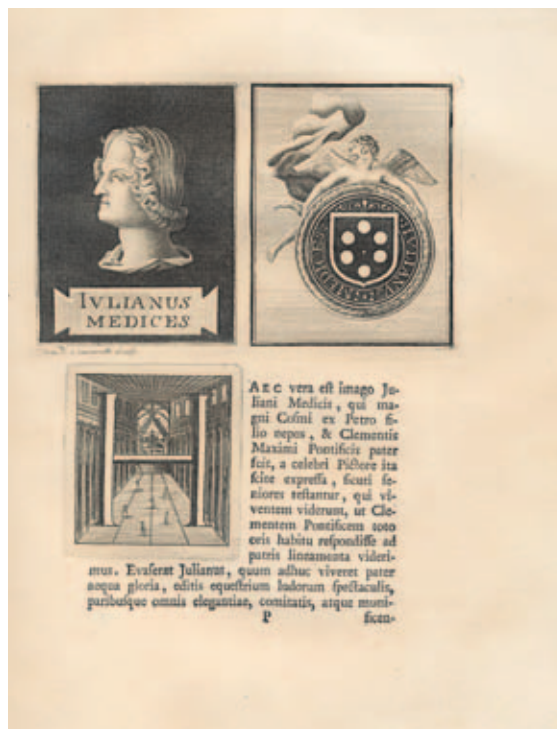 IVLIANUS
MEDICES
IVLIANVS MEDICES
HAEC vera eſt imago Ju-
liani Medicis, qui ma-
gni Coſmi ex Petro fi-
lio nepos, & Clementis
Maximi Pontificis pater
fuit, a celebri Pictore ita
ſcite expreſſa, ſicuti ſe-
niores teſtantur, qui vi-
ventem viderunt, ut Cle-
mentem Pontificem toto
oris habitu reſpondiſſe ad
patris lineamenta videri-
mus. Evaſerat Julianus, quum adhuc viveret pater
aequa gloria, editis equeſtrium ludorum ſpectaculis,
paribuſque omnis elegantiae, comitatis, atque muni-
P ficen-